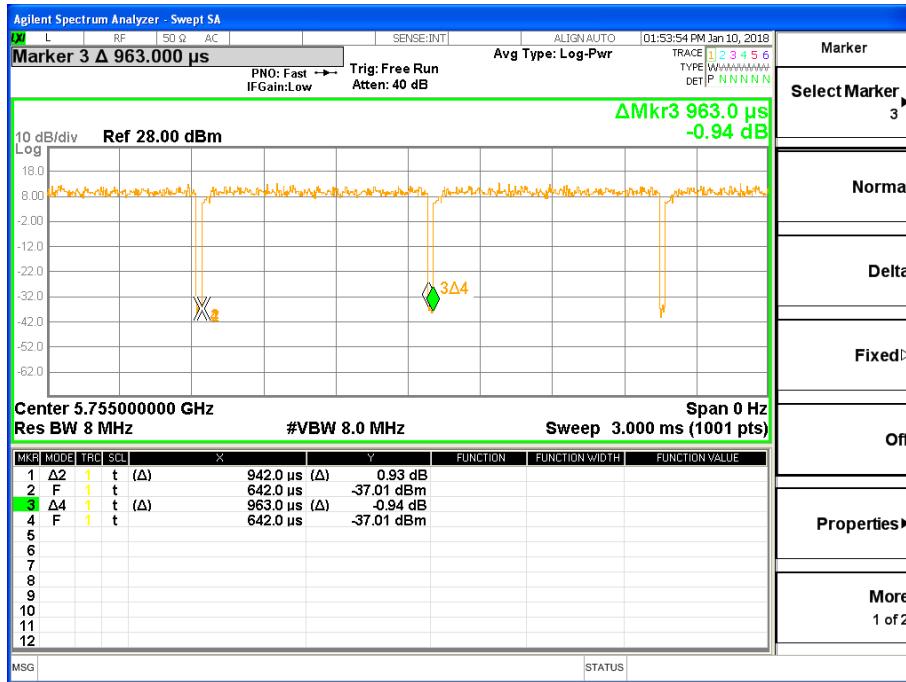 Agilent Spectrum Analyzer - Swept SA
LXI L RF 50 Ω AC SENSE:INT ALIGN AUTO 01:53:54 PM Jan 10, 2018
Marker 3 Δ 963.000 µs
PNO: Fast
IFGain:Low
Trig: Free Run
Atten: 40 dB
Avg Type: Log-Pwr
TRACE 1 2 3 4 5 6
TYPE WWWWWW
DET P N N N N N
ΔMkr3 963.0 µs
-0.94 dB
10 dB/div Ref 28.00 dBm
Log
18.0
8.00
-2.00
-12.0
-22.0
-32.0
-42.0
-52.0
-62.0
3Δ4
Center 5.755000000 GHz Span 0 Hz
Res BW 8 MHz #VBW 8.0 MHz Sweep 3.000 ms (1001 pts)
MKR MODE TRC SCL X Y FUNCTION FUNCTION WIDTH FUNCTION VALUE
1 Δ2 1 t (Δ) 942.0 µs (Δ) 0.93 dB
2 F 1 t 642.0 µs -37.01 dBm
3 Δ4 1 t (Δ) 963.0 µs (Δ) -0.94 dB
4 F 1 t 642.0 µs -37.01 dBm
5
6
7
8
9
10
11
12
MSG STATUS
Marker
Select Marker
3
Norma
Delta
Fixed
Off
Properties
More
1 of 2